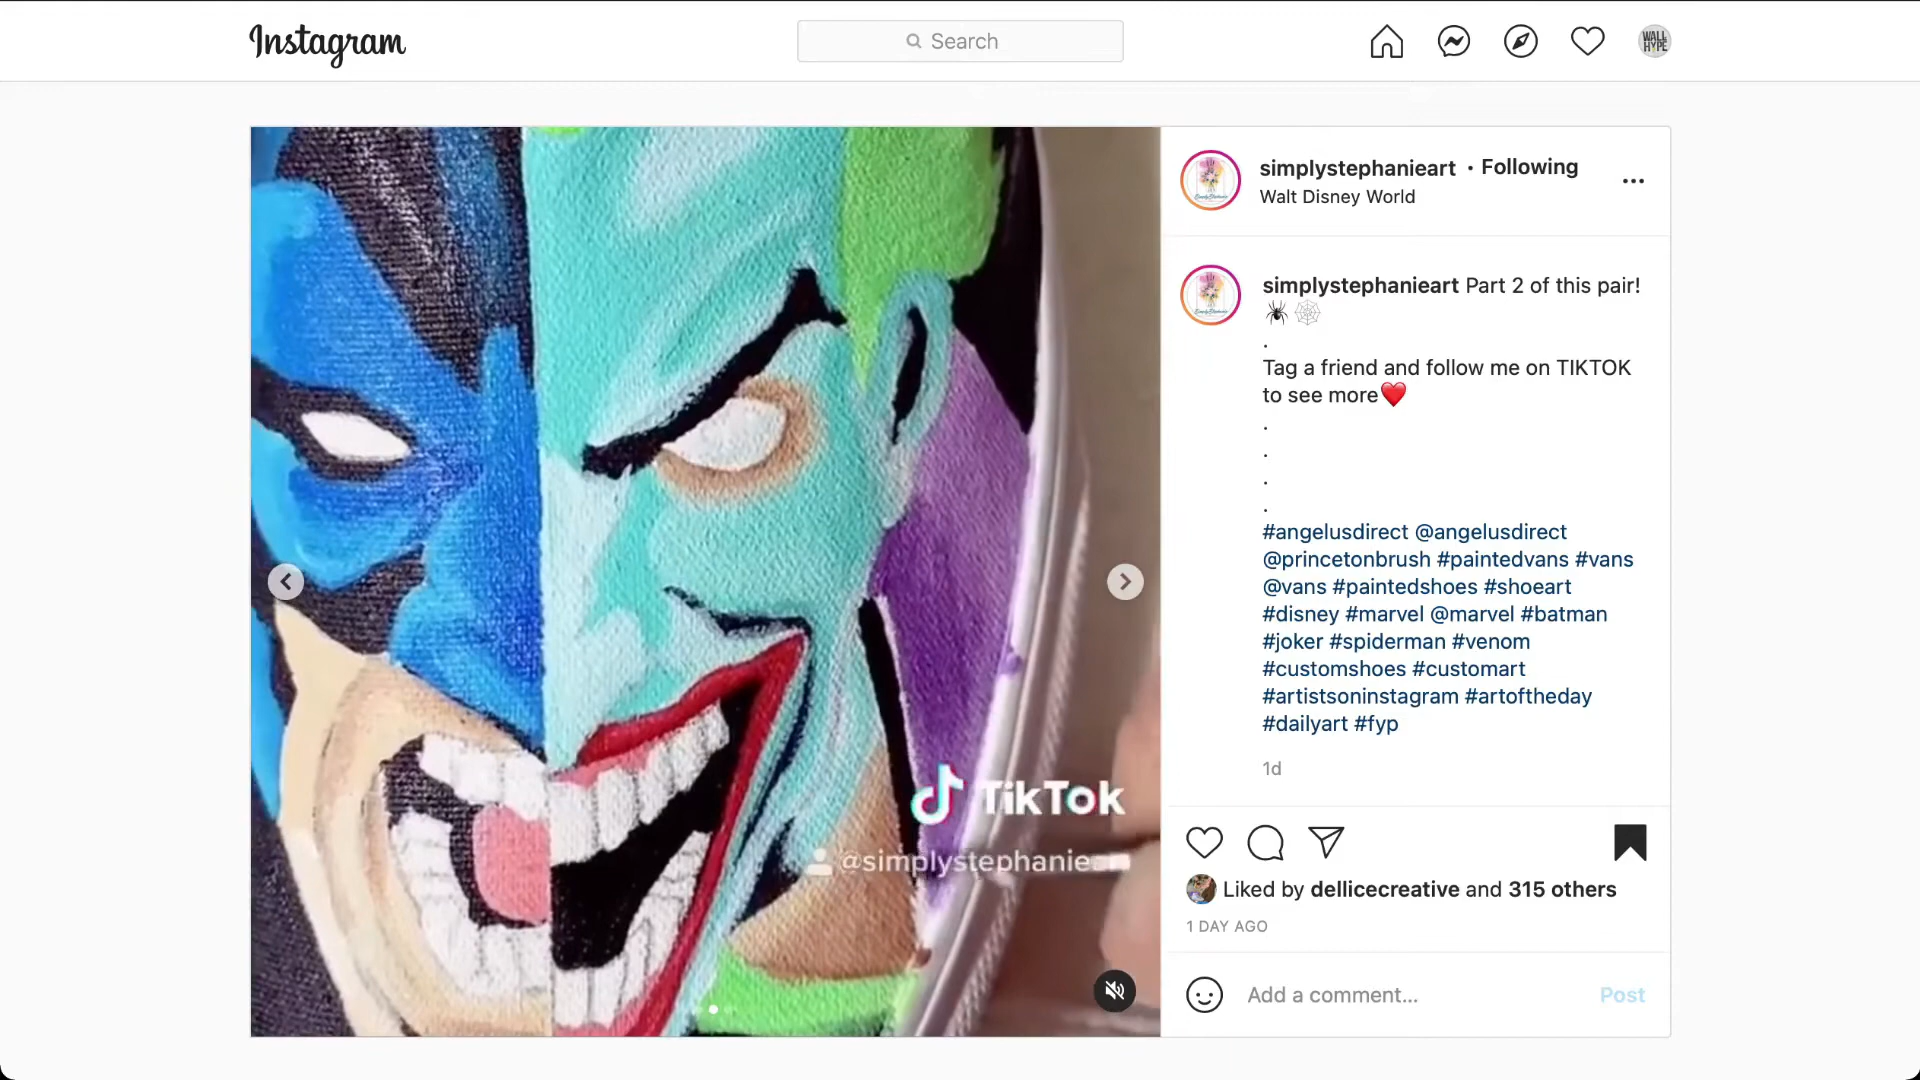 Instagram
Search
WALL
HYPE
simplystephanieart • Following
Walt Disney World
simplystephanieart Part 2 of this pair!
🕷🕸
.
Tag a friend and follow me on TIKTOK
to see more❤️
.
.
.
.
#angelusdirect @angelusdirect
@princetonbrush #paintedvans #vans
@vans #paintedshoes #shoeart
#disney #marvel @marvel #batman
#joker #spiderman #venom
#customshoes #customart
#artistsoninstagram #artoftheday
#dailyart #fyp
1d
TikTok
@simplystephanieart
Liked by dellicecreative and 315 others
1 DAY AGO
Add a comment...
Post